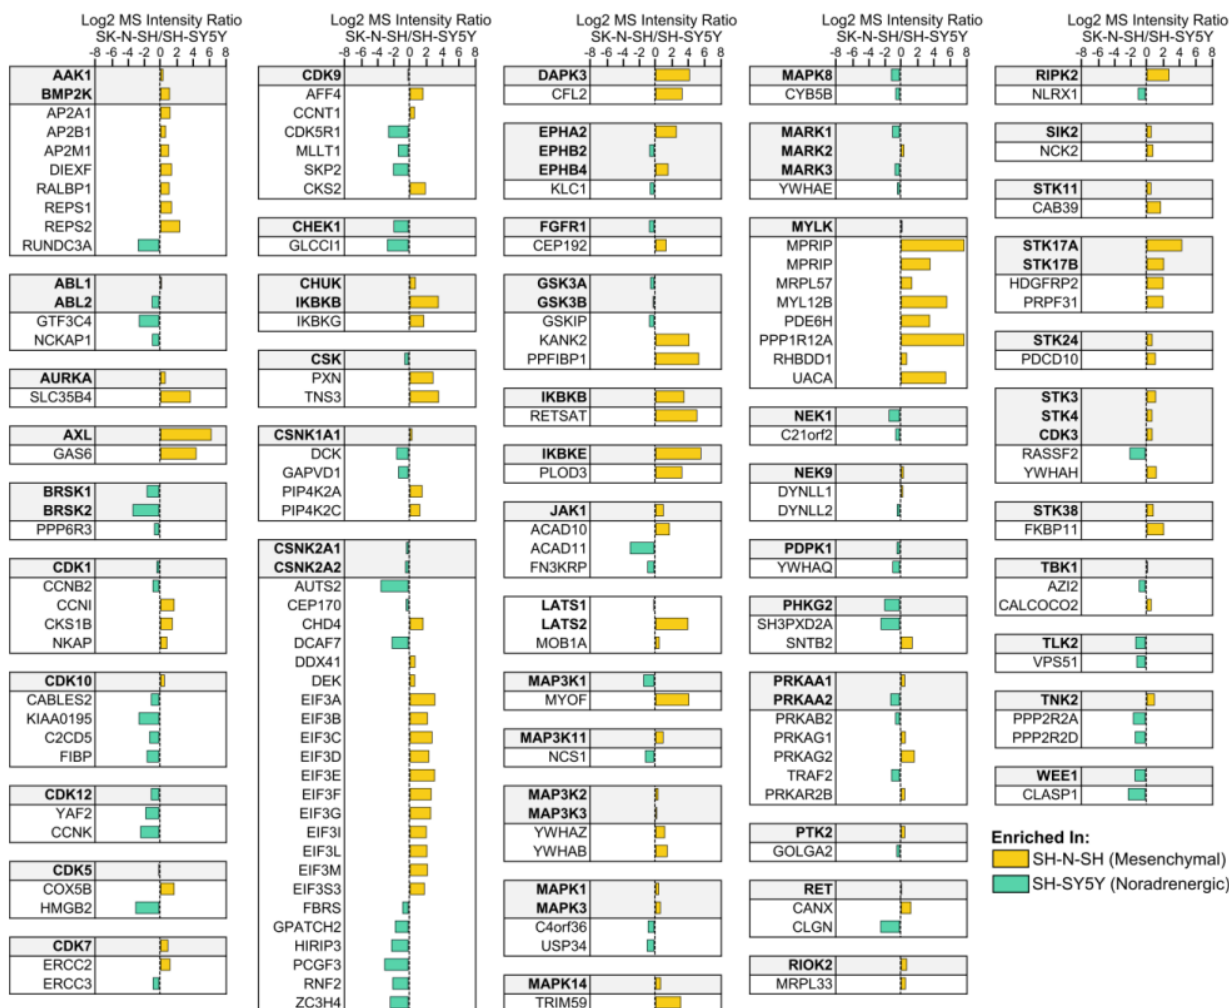 Log2 MS Intensity Ratio
SK-N-SH/SH-SY5Y
-8 -6 -4 -2 0 2 4 6 8
AAK1
BMP2K
AP2A1
AP2B1
AP2M1
DIEXF
RALBP1
REPS1
REPS2
RUNDC3A
ABL1
ABL2
GTF3C4
NCKAP1
AURKA
SLC35B4
AXL
GAS6
BRSK1
BRSK2
PPP6R3
CDK1
CCNB2
CCNI
CKS1B
NKAP
CDK10
CABLES2
KIAA0195
C2CD5
FIBP
CDK12
YAF2
CCNK
CDK5
COX5B
HMGB2
CDK7
ERCC2
ERCC3
Log2 MS Intensity Ratio
SK-N-SH/SH-SY5Y
-8 -6 -4 -2 0 2 4 6 8
CDK9
AFF4
CCNT1
CDK5R1
MLLT1
SKP2
CKS2
CHEK1
GLCCI1
CHUK
IKBKB
IKBKG
CSK
PXN
TNS3
CSNK1A1
DCK
GAPVD1
PIP4K2A
PIP4K2C
CSNK2A1
CSNK2A2
AUTS2
CEP170
CHD4
DCAF7
DDX41
DEK
EIF3A
EIF3B
EIF3C
EIF3D
EIF3E
EIF3F
EIF3G
EIF3I
EIF3L
EIF3M
EIF3S3
FBRS
GPATCH2
HIRIP3
PCGF3
RNF2
ZC3H4
Log2 MS Intensity Ratio
SK-N-SH/SH-SY5Y
-8 -6 -4 -2 0 2 4 6 8
DAPK3
CFL2
EPHA2
EPHB2
EPHB4
KLC1
FGFR1
CEP192
GSK3A
GSK3B
GSKIP
KANK2
PPFIBP1
IKBKB
RETSAT
IKBKE
PLOD3
JAK1
ACAD10
ACAD11
FN3KRP
LATS1
LATS2
MOB1A
MAP3K1
MYOF
MAP3K11
NCS1
MAP3K2
MAP3K3
YWHAZ
YWHAB
MAPK1
MAPK3
C4orf36
USP34
MAPK14
TRIM59
Log2 MS Intensity Ratio
SK-N-SH/SH-SY5Y
-8 -6 -4 -2 0 2 4 6 8
MAPK8
CYB5B
MARK1
MARK2
MARK3
YWHAE
MYLK
MPRIP
MPRIP
MRPL57
MYL12B
PDE6H
PPP1R12A
RHBDD1
UACA
NEK1
C21orf2
NEK9
DYNLL1
DYNLL2
PDPK1
YWHAQ
PHKG2
SH3PXD2A
SNTB2
PRKAA1
PRKAA2
PRKAB2
PRKAG1
PRKAG2
TRAF2
PRKAR2B
PTK2
GOLGA2
RET
CANX
CLGN
RIOK2
MRPL33
Log2 MS Intensity Ratio
SK-N-SH/SH-SY5Y
-8 -6 -4 -2 0 2 4 6 8
RIPK2
NLRX1
SIK2
NCK2
STK11
CAB39
STK17A
STK17B
HDGFRP2
PRPF31
STK24
PDCD10
STK3
STK4
CDK3
RASSF2
YWHAH
STK38
FKBP11
TBK1
AZI2
CALCOCO2
TLK2
VPS51
TNK2
PPP2R2A
PPP2R2D
WEE1
CLASP1
Enriched In:
SH-N-SH (Mesenchymal)
SH-SY5Y (Noradrenergic)